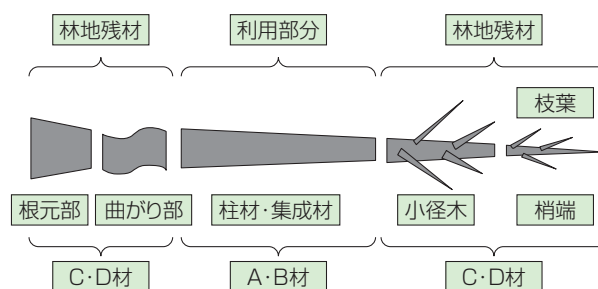 林地残材
利用部分
林地残材
枝葉
根元部
曲がり部
柱材・集成材
小径木
梢端
C・D材
A・B材
C・D材